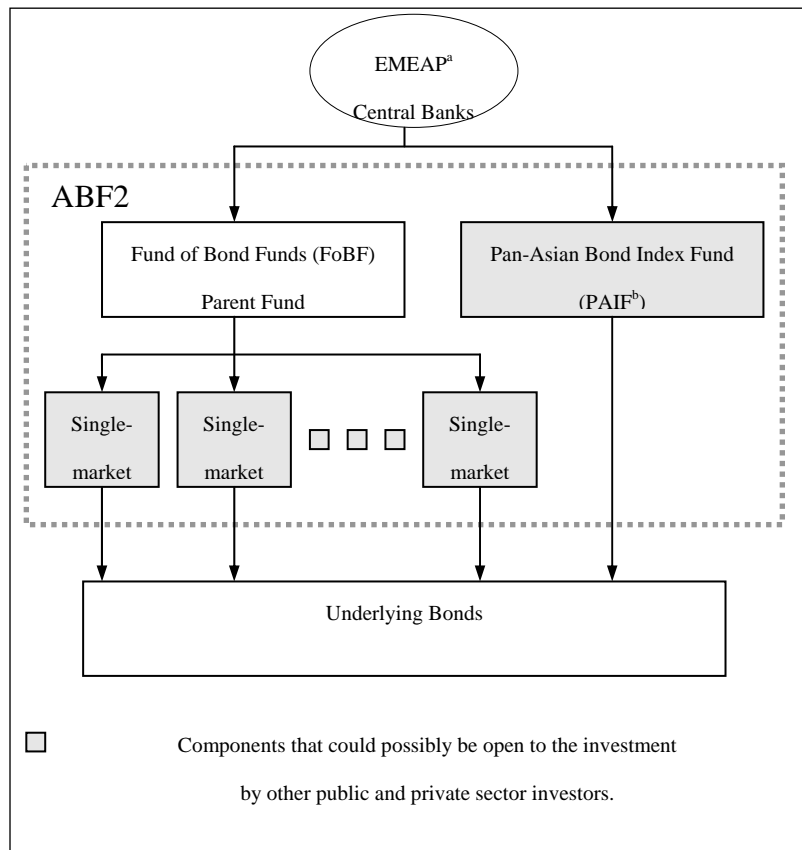 EMEAPa
Central Banks
ABF2
Fund of Bond Funds (FoBF)
Parent Fund
Pan-Asian Bond Index Fund
(PAIFb)
Single-
market
Single-
market
Single-
market
Underlying Bonds
Components that could possibly be open to the investment
by other public and private sector investors.